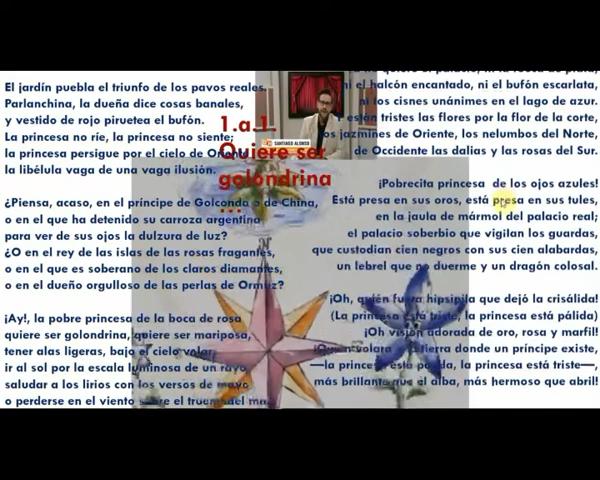 El jardín puebla el triunfo de los pavos reales.
Parlanchina, la dueña dice cosas banales,
y vestido de rojo piruetea el bufón.
La princesa no ríe, la princesa no siente;
la princesa persigue por el cielo de Oriente
la libélula vaga de una vaga ilusión.
¿Piensa, acaso, en el príncipe de Golconda o de China,
o en el que ha detenido su carroza argentina
para ver de sus ojos la dulzura de luz?
¿O en el rey de las islas de las rosas fragantes,
o en el que es soberano de los claros diamantes,
o en el dueño orgulloso de las perlas de Ormuz?
¡Ay!, la pobre princesa de la boca de rosa
quiere ser golondrina, quiere ser mariposa,
tener alas ligeras, bajo el cielo volar,
ir al sol por la escala luminosa de un rayo,
saludar a los lirios con los versos de mayo
o perderse en el viento sobre el trueno del mar.
1.a.1.
Quiere ser
golondrina
...
SANTIAGO ALONSO
ni el halcón encantado, ni el bufón escarlata,
ni los cisnes unánimes en el lago de azur.
Y están tristes las flores por la flor de la corte,
los jazmines de Oriente, los nelumbos del Norte,
de Occidente las dalias y las rosas del Sur.
¡Pobrecita princesa de los ojos azules!
Está presa en sus oros, está presa en sus tules,
en la jaula de mármol del palacio real;
el palacio soberbio que vigilan los guardas,
que custodian cien negros con sus cien alabardas,
un lebrel que no duerme y un dragón colosal.
¡Oh, quién fuera hipsipila que dejó la crisálida!
(La princesa está triste, la princesa está pálida)
¡Oh visión adorada de oro, rosa y marfil!
¡Quién volara a la tierra donde un príncipe existe,
—la princesa está pálida, la princesa está triste—,
más brillante que el alba, más hermoso que abril!